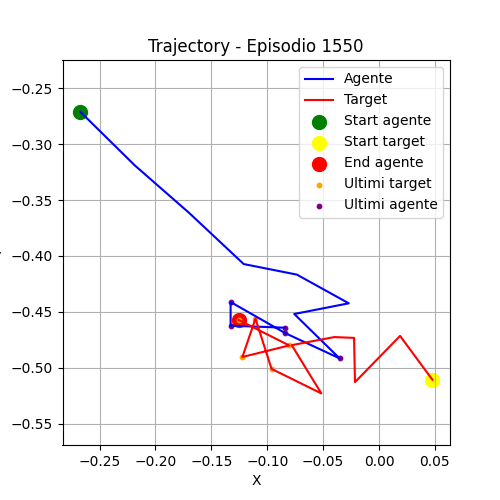 Trajectory - Episodio 1550
Agente
Target
Start agente
Start target
End agente
Ultimi target
Ultimi agente
−0.25
−0.30
−0.35
−0.40
−0.45
−0.50
−0.55
−0.25
−0.20
−0.15
−0.10
−0.05
0.00
0.05
X